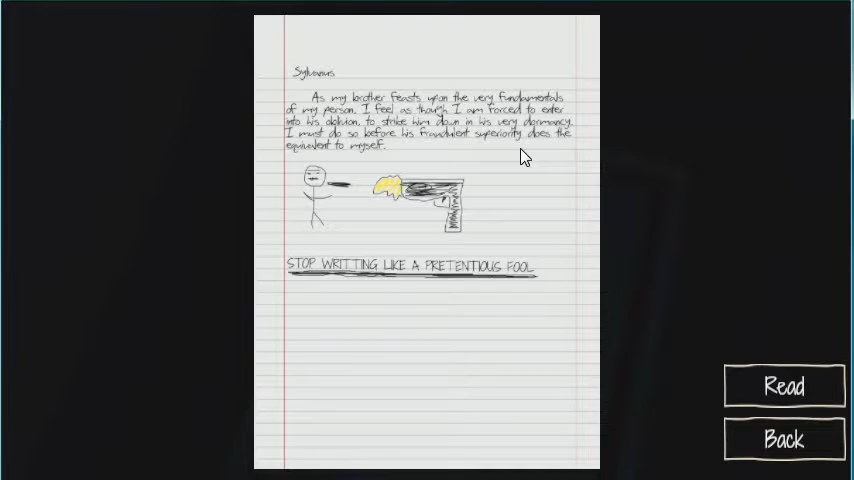 Sylvanus
As my brother feasts upon the very fundamentals
of my person, I feel as though I am forced to enter
into his oblivion, to strike him down in his very dormancy.
I must do so before his fraudulent superiority does the
equivalent to myself.
STOP WRITTING LIKE A PRETENTIOUS FOOL
Read
Back